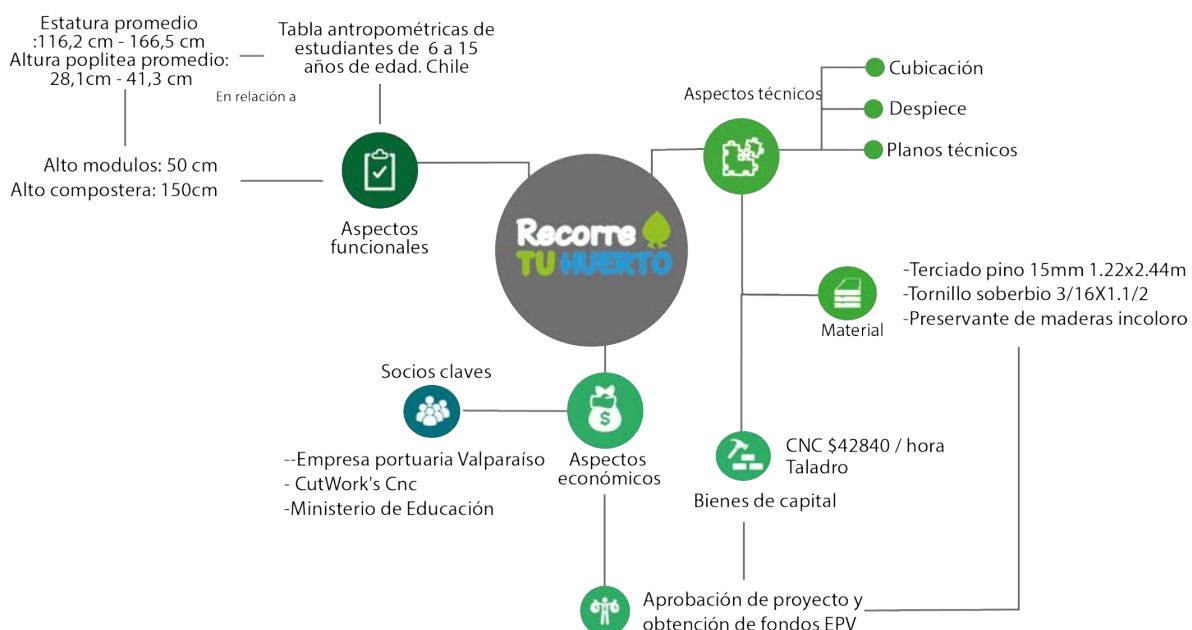 Estatura promedio
:116,2 cm - 166,5 cm
Altura poplitea promedio:
28,1cm - 41,3 cm
Tabla antropométricas de
estudiantes de 6 a 15
años de edad. Chile
En relación a
Alto modulos: 50 cm
Alto compostera: 150cm
Aspectos
funcionales
Recorre
TU HUERTO
Aspectos técnicos
Cubicación
Despiece
Planos técnicos
-Terciado pino 15mm 1.22x2.44m
-Tornillo soberbio 3/16X1.1/2
-Preservante de maderas incoloro
Material
Socios claves
--Empresa portuaria Valparaíso
- CutWork's Cnc
-Ministerio de Educación
$
Aspectos
económicos
CNC $42840 / hora
Taladro
Bienes de capital
Aprobación de proyecto y
obtención de fondos EPV